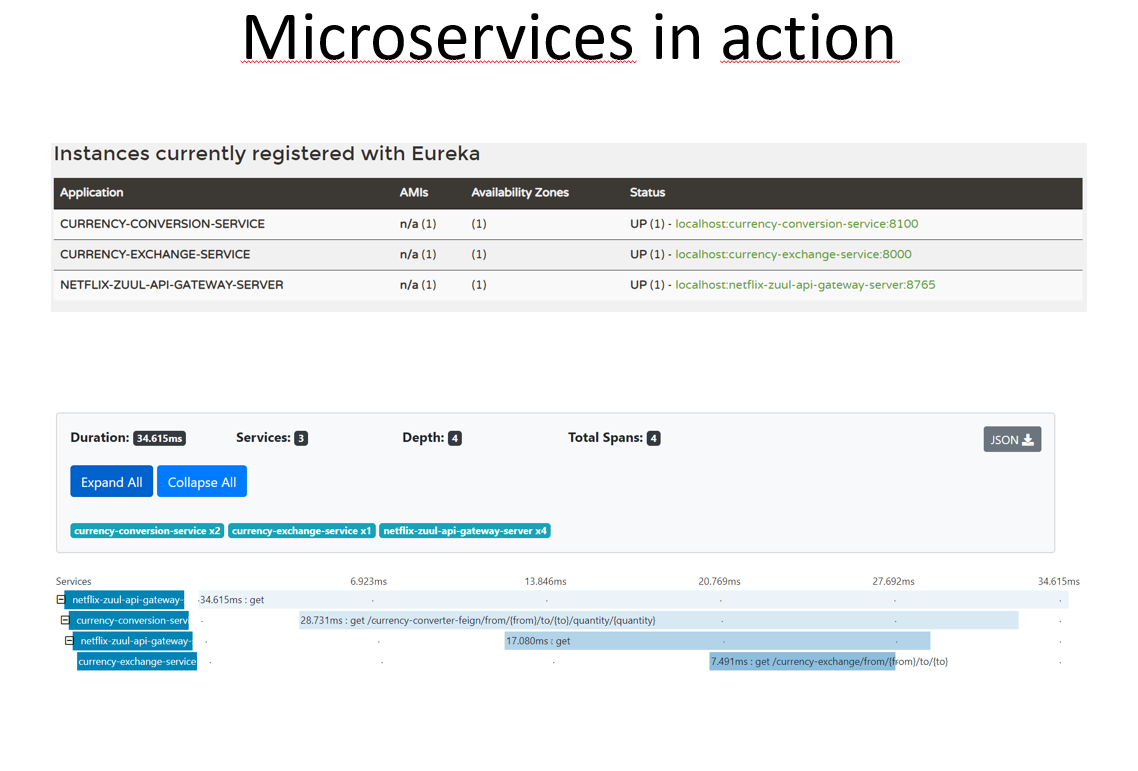 Microservices in action
Instances currently registered with Eureka
Application AMIs Availability Zones Status
CURRENCY-CONVERSION-SERVICE n/a (1) (1) UP (1) - localhost:currency-conversion-service:8100
CURRENCY-EXCHANGE-SERVICE n/a (1) (1) UP (1) - localhost:currency-exchange-service:8000
NETFLIX-ZUUL-API-GATEWAY-SERVER n/a (1) (1) UP (1) - localhost:netflix-zuul-api-gateway-server:8765
Duration: 34.615ms Services: 3 Depth: 4 Total Spans: 4 JSON
Expand All Collapse All
currency-conversion-service x2 currency-exchange-service x1 netflix-zuul-api-gateway-server x4
Services 6.923ms 13.846ms 20.769ms 27.692ms 34.615ms
netflix-zuul-api-gateway- 34.615ms : get
currency-conversion-serv 28.731ms : get /currency-converter-feign/from/{from}/to/{to}/quantity/{quantity}
netflix-zuul-api-gateway- 17.080ms : get
currency-exchange-service 7.491ms : get /currency-exchange/from/{from}/to/{to}